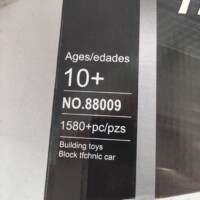 Ages/edades
10+
NO.88009
1580+pc/pzs
Building toys
Block tfchnic car